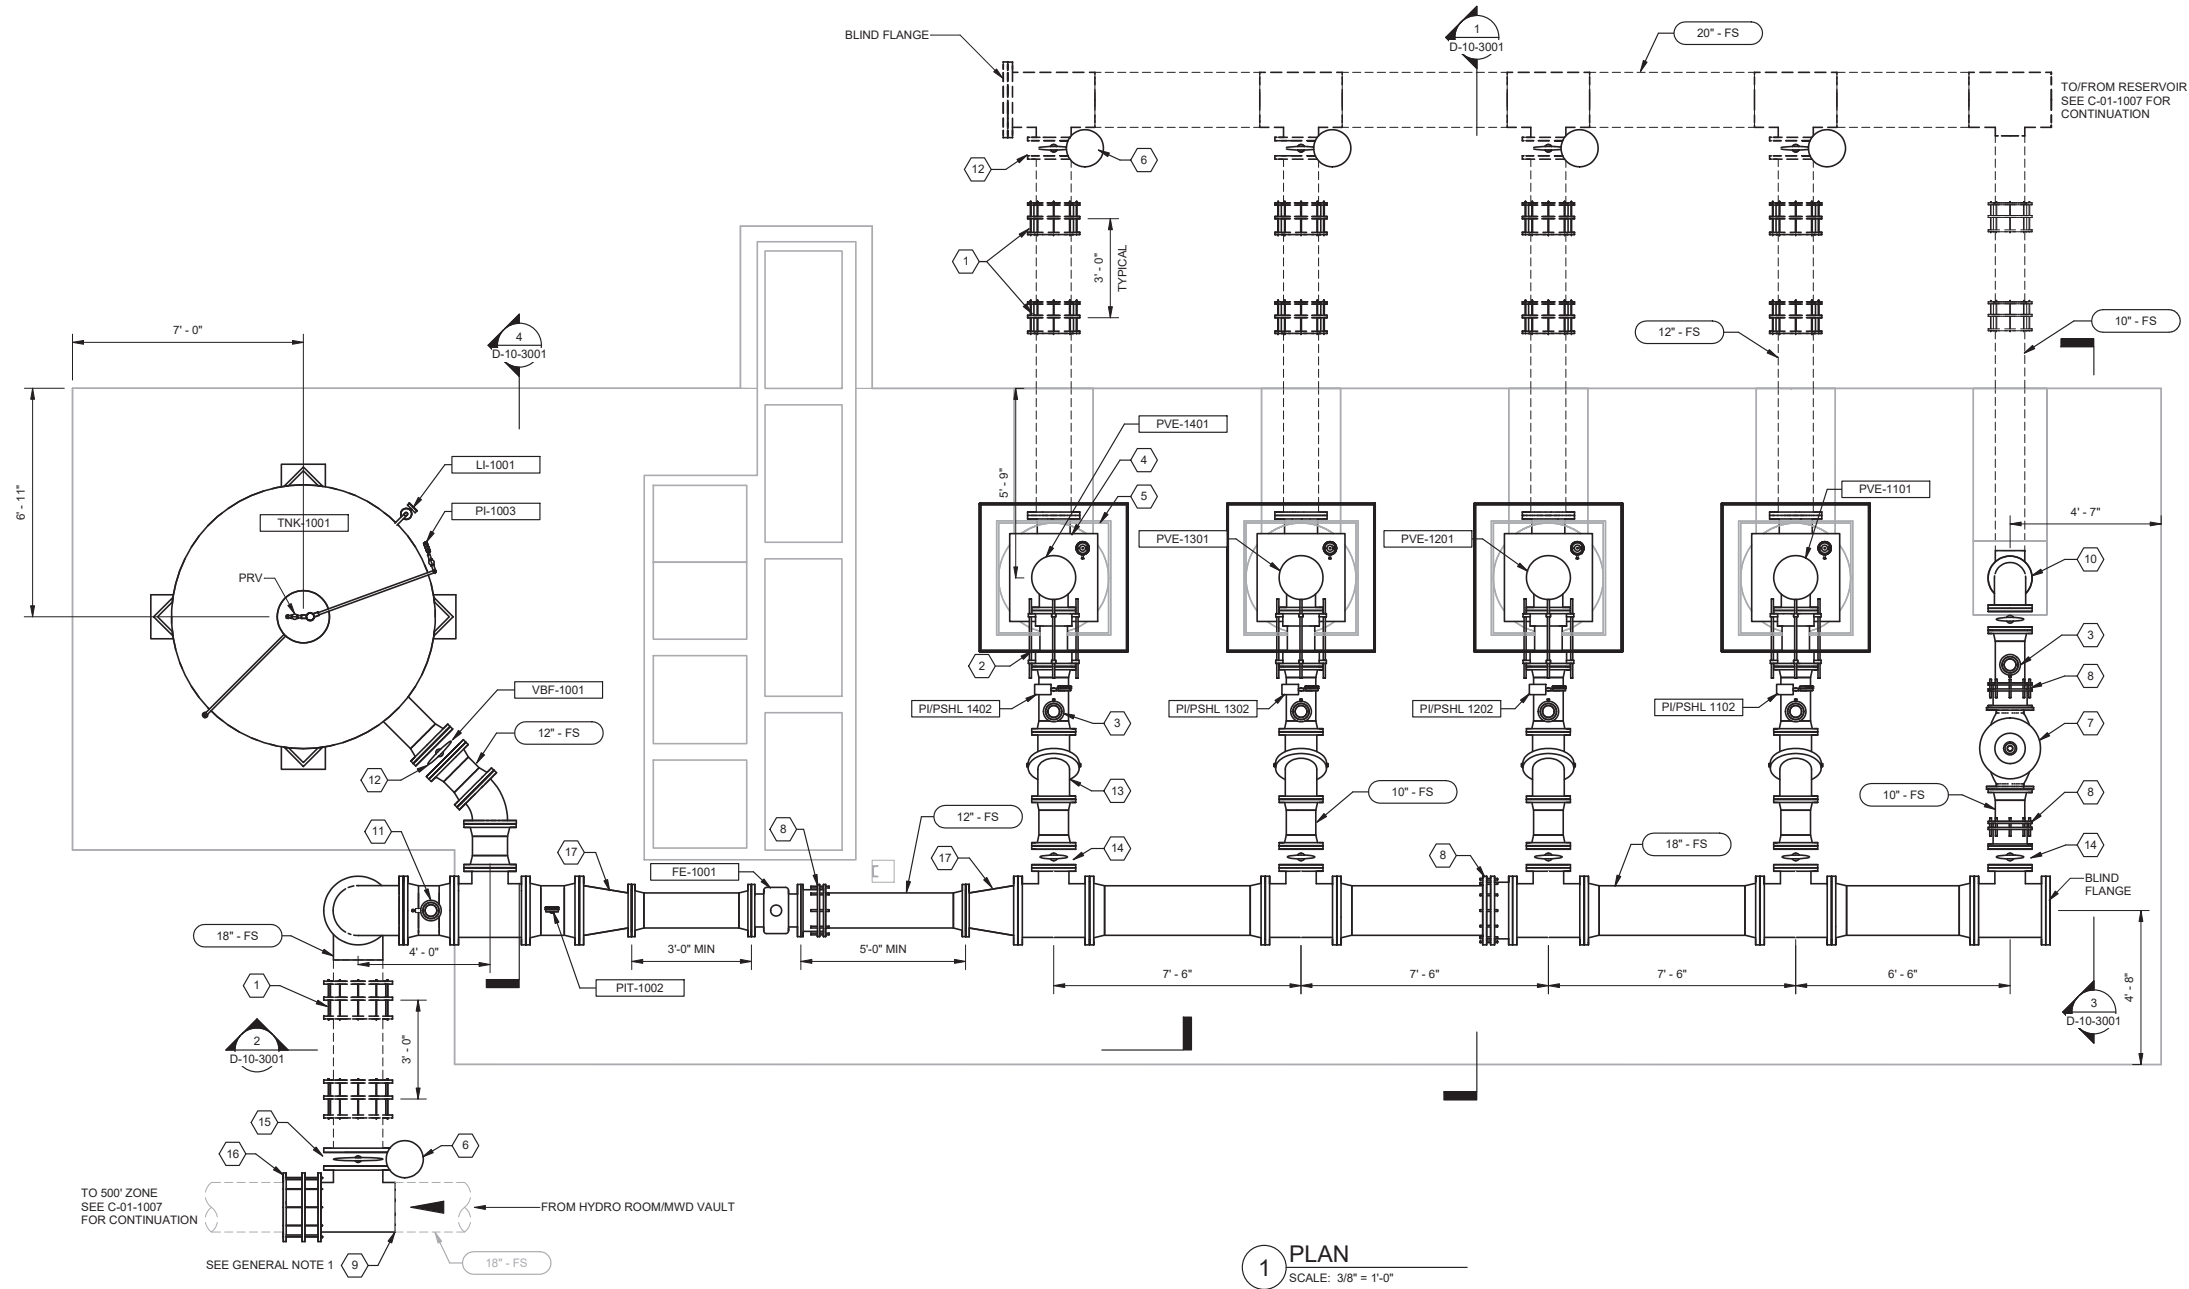 BLIND FLANGE
1
D-10-3001
20" - FS
TO/FROM RESERVOIR
SEE C-01-1007 FOR
CONTINUATION
12
6
1
3' - 0"
TYPICAL
7' - 0"
4
D-10-3001
12" - FS
10" - FS
6' - 11"
5' - 9"
PVE-1401
4
5
LI-1001
PI-1003
TNK-1001
PRV
PVE-1301
PVE-1201
PVE-1101
4' - 7"
10
3
8
7
2
VBF-1001
PI/PSHL 1402
PI/PSHL 1302
PI/PSHL 1202
PI/PSHL 1102
3
12" - FS
12
13
10" - FS
10" - FS
8
11
17
8
12" - FS
17
14
8
18" - FS
14
FE-1001
BLIND
FLANGE
18" - FS
4' - 0"
3'-0" MIN
5'-0" MIN
PIT-1002
7' - 6"
7' - 6"
7' - 6"
6' - 6"
4' - 8"
3
D-10-3001
1
2
D-10-3001
3' - 0"
15
16
6
TO 500' ZONE
SEE C-01-1007
FOR CONTINUATION
FROM HYDRO ROOM/MWD VAULT
SEE GENERAL NOTE 1
9
18" - FS
1
PLAN
SCALE: 3/8" = 1'-0"